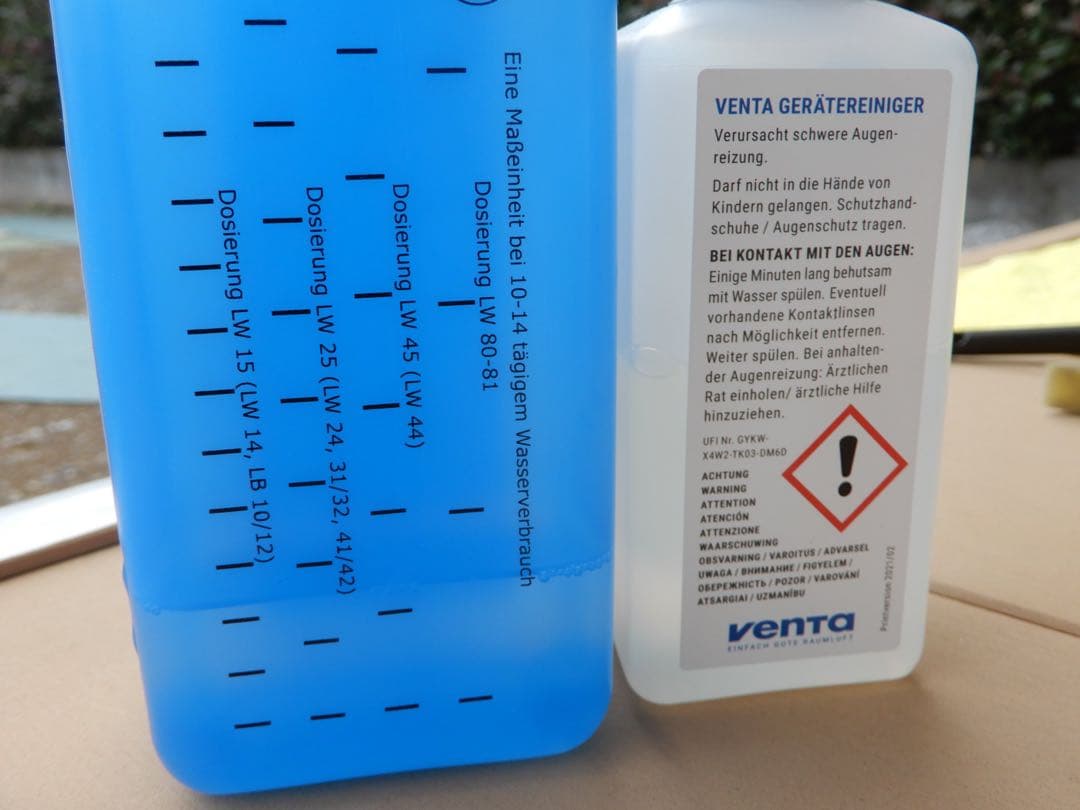 Eine Maßeinheit bei 10-14 tägigem Wasserverbrauch
Dosierung LW 80-81
Dosierung LW 45 (LW 44)
Dosierung LW 25 (LW 24, 31/32, 41/42)
Dosierung LW 15 (LW 14, LB 10/12)
VENTA GERÄTEREINIGER
Verursacht schwere Augen-
reizung.
Darf nicht in die Hände von
Kindern gelangen. Schutzhand-
schuhe / Augenschutz tragen.
BEI KONTAKT MIT DEN AUGEN:
Einige Minuten lang behutsam
mit Wasser spülen. Eventuell
vorhandene Kontaktlinsen
nach Möglichkeit entfernen.
Weiter spülen. Bei anhalten-
der Augenreizung: Ärztlichen
Rat einholen/ ärztliche Hilfe
hinzuziehen.
UFI Nr. GYKW-
X4W2-TK03-DM6D
ACHTUNG
WARNING
ATTENTION
ATENCIÓN
ATTENZIONE
WAARSCHUWING
OBSVARNING / VAROITUS / ADVARSEL
UWAGA / ВНИМАНИЕ / FIGYELEM /
ОБЕРЕЖНІСТЬ / POZOR / VAROVÁNÍ
ATSARGIAI / UZMANĪBU
venta
EINFACH GUTE RAUMLUFT
Printversion 2021/02